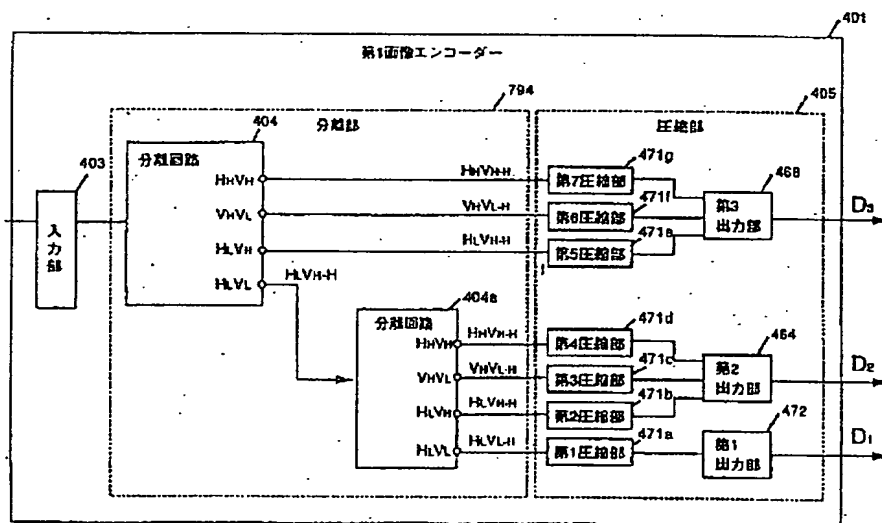 401
第1画像エンコーダー
794
405
分離部
圧縮部
404
403
分離回路
入力部
HHVH
VHVL
HLVH
HLVL
HHVH-H
VHVL-H
HLVH-H
HLVH-H
471g
第7圧縮部
471f
第6圧縮部
471e
第5圧縮部
468
第3出力部
D3
404a
分離回路
HHVH
VHVL
HLVH
HLVL
HHVH-H
VHVL-H
HLVH-H
HLVL-H
471d
第4圧縮部
471c
第3圧縮部
471b
第2圧縮部
471a
第1圧縮部
464
第2出力部
D2
472
第1出力部
D1